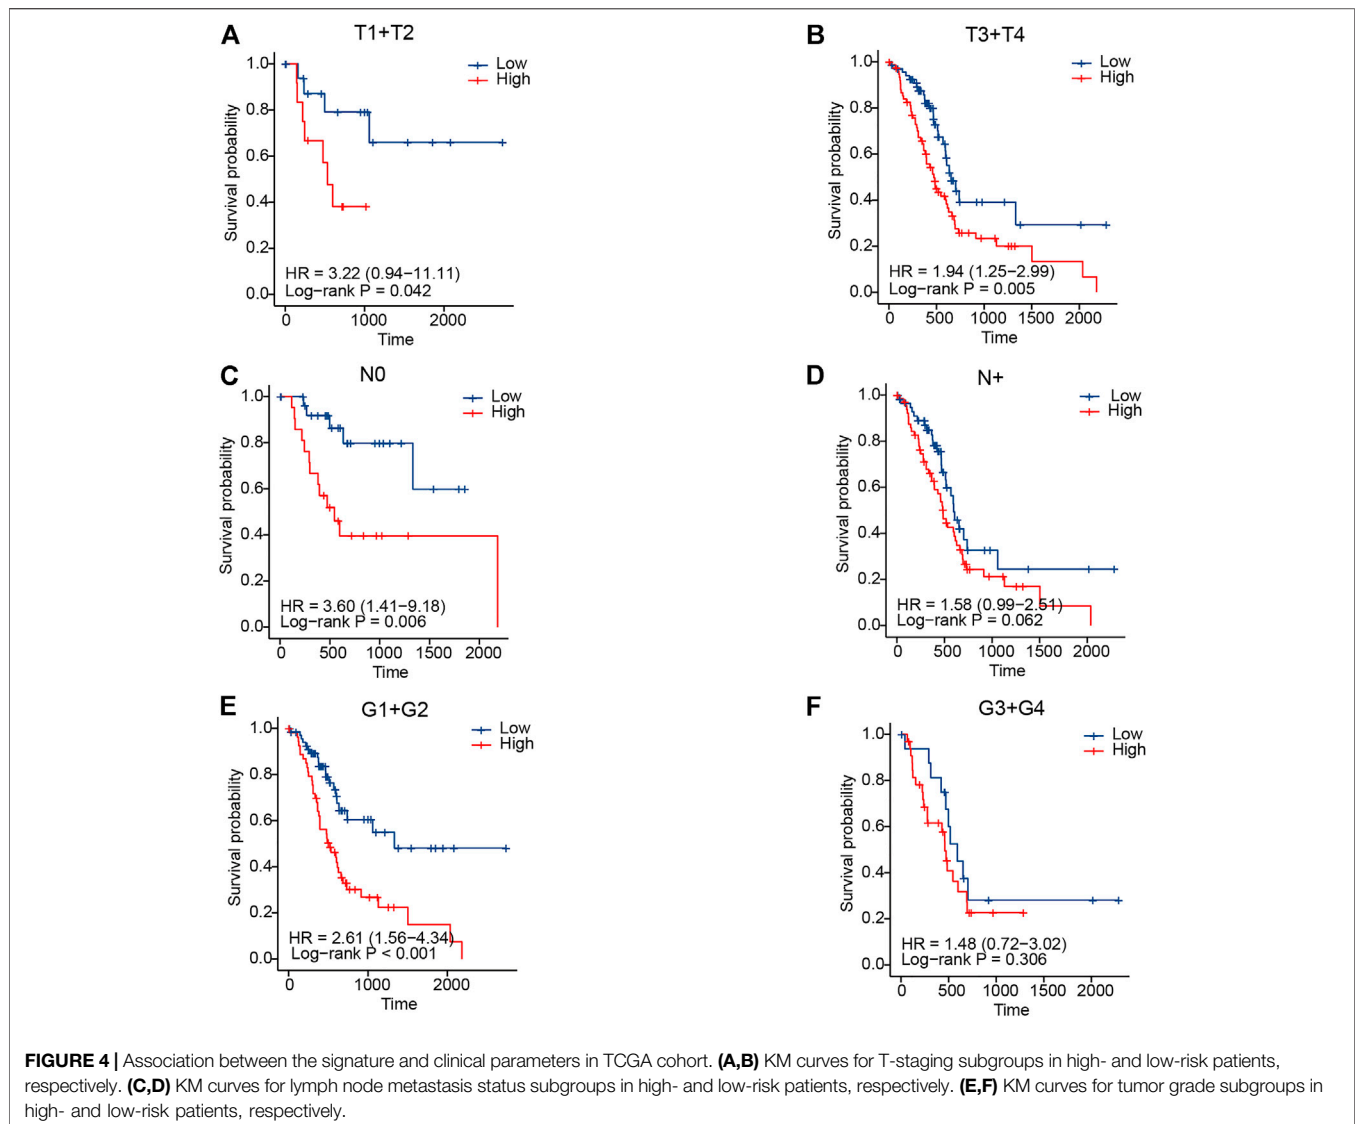 A
T1+T2
Low
High
Survival probability
1.0
0.8
0.6
0.4
0.2
0.0
HR = 3.22 (0.94−11.11)
Log−rank P = 0.042
0 1000 2000
Time
B
T3+T4
Low
High
Survival probability
1.0
0.8
0.6
0.4
0.2
0.0
HR = 1.94 (1.25−2.99)
Log−rank P = 0.005
0 500 1000 1500 2000
Time
C
N0
Low
High
Survival probability
1.0
0.8
0.6
0.4
0.2
0.0
HR = 3.60 (1.41−9.18)
Log−rank P = 0.006
0 500 1000 1500 2000
Time
D
N+
Low
High
Survival probability
1.0
0.8
0.6
0.4
0.2
0.0
HR = 1.58 (0.99−2.51)
Log−rank P = 0.062
0 500 1000 1500 2000
Time
E
G1+G2
Low
High
Survival probability
1.0
0.8
0.6
0.4
0.2
0.0
HR = 2.61 (1.56−4.34)
Log−rank P < 0.001
0 1000 2000
Time
F
G3+G4
Low
High
Survival probability
1.0
0.8
0.6
0.4
0.2
0.0
HR = 1.48 (0.72−3.02)
Log−rank P = 0.306
0 500 1000 1500 2000
Time
FIGURE 4 | Association between the signature and clinical parameters in TCGA cohort. (A,B) KM curves for T-staging subgroups in high- and low-risk patients,
respectively. (C,D) KM curves for lymph node metastasis status subgroups in high- and low-risk patients, respectively. (E,F) KM curves for tumor grade subgroups in
high- and low-risk patients, respectively.